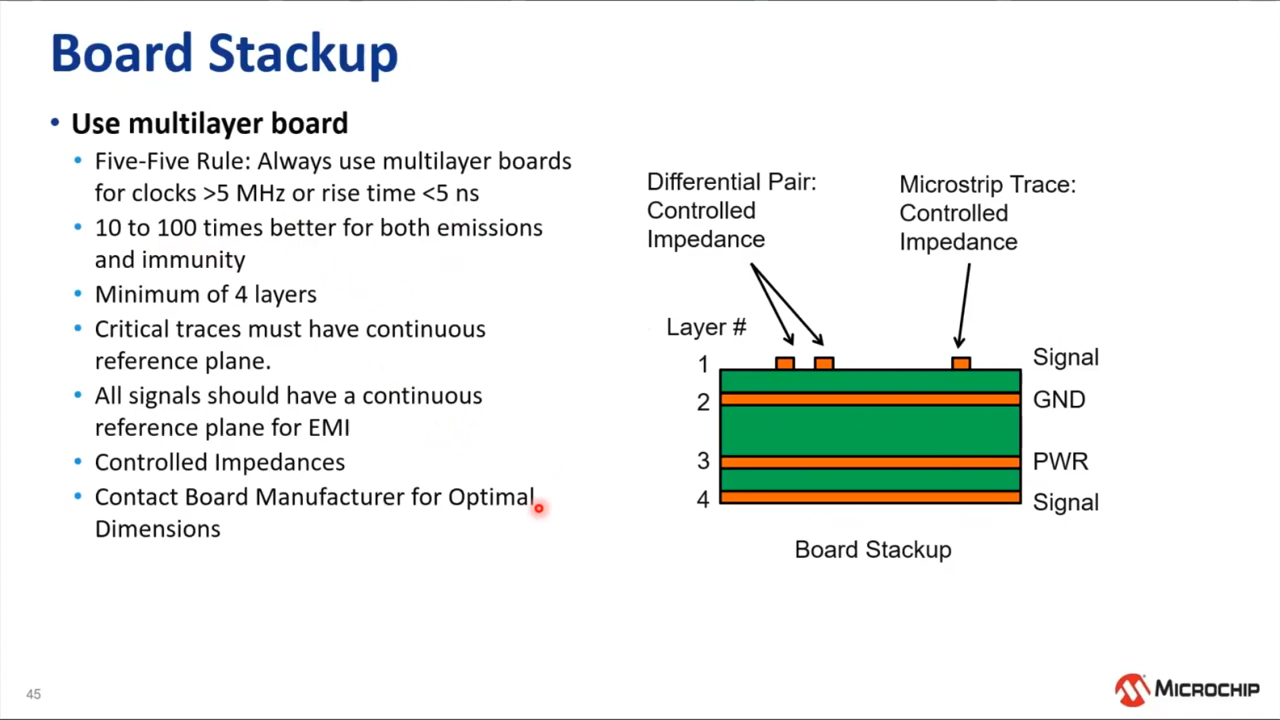 Board Stackup
• Use multilayer board
• Five-Five Rule: Always use multilayer boards
for clocks >5 MHz or rise time <5 ns
• 10 to 100 times better for both emissions
and immunity
• Minimum of 4 layers
• Critical traces must have continuous
reference plane.
• All signals should have a continuous
reference plane for EMI
• Controlled Impedances
• Contact Board Manufacturer for Optimal
Dimensions
Differential Pair:
Controlled
Impedance
Microstrip Trace:
Controlled
Impedance
Layer #
1
Signal
2
GND
3
PWR
4
Signal
Board Stackup
45
MICROCHIP